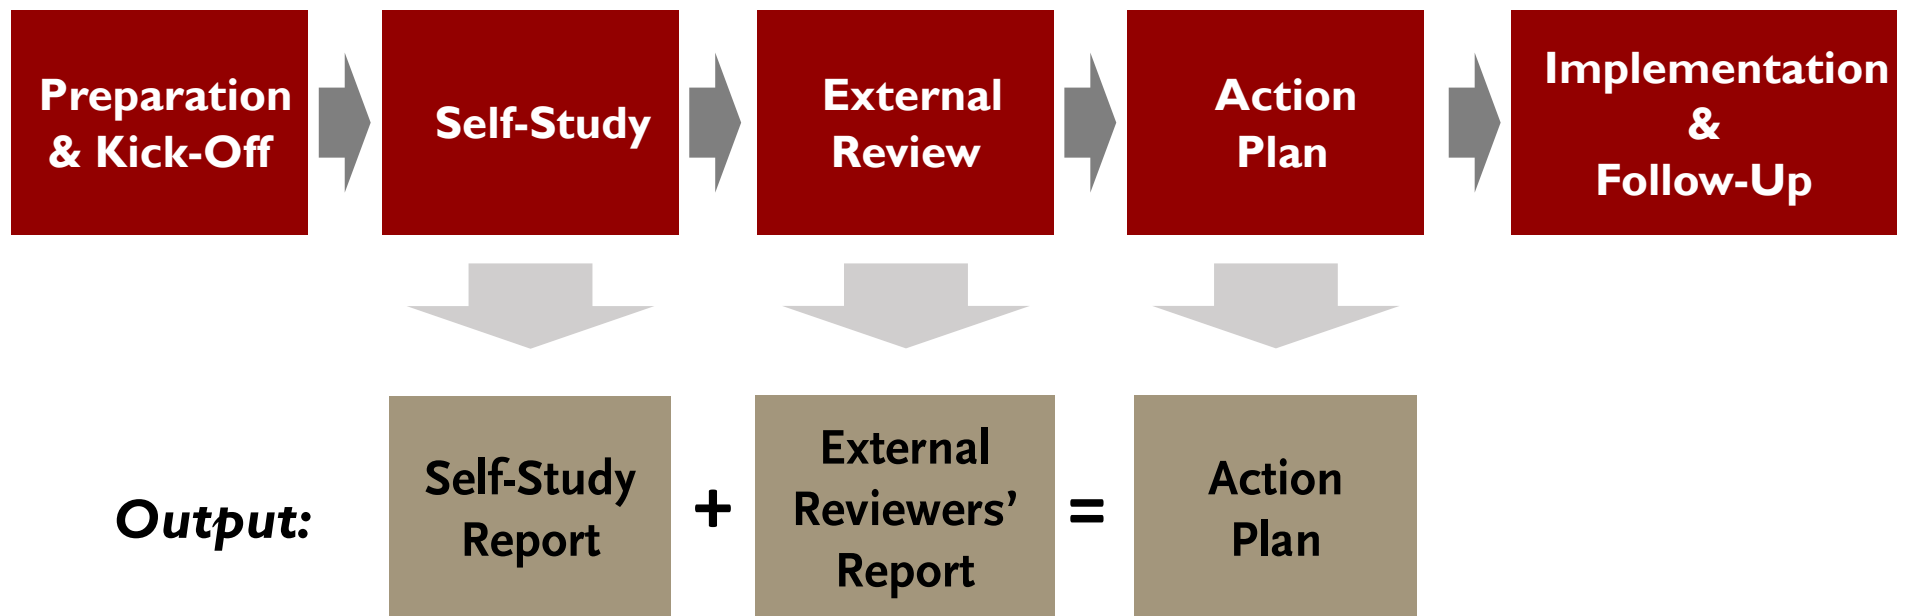 Preparation
& Kick-Off
Self-Study
External
Review
Action
Plan
Implementation
&
Follow-Up
Output:
Self-Study
Report
+
External
Reviewers’
Report
=
Action
Plan